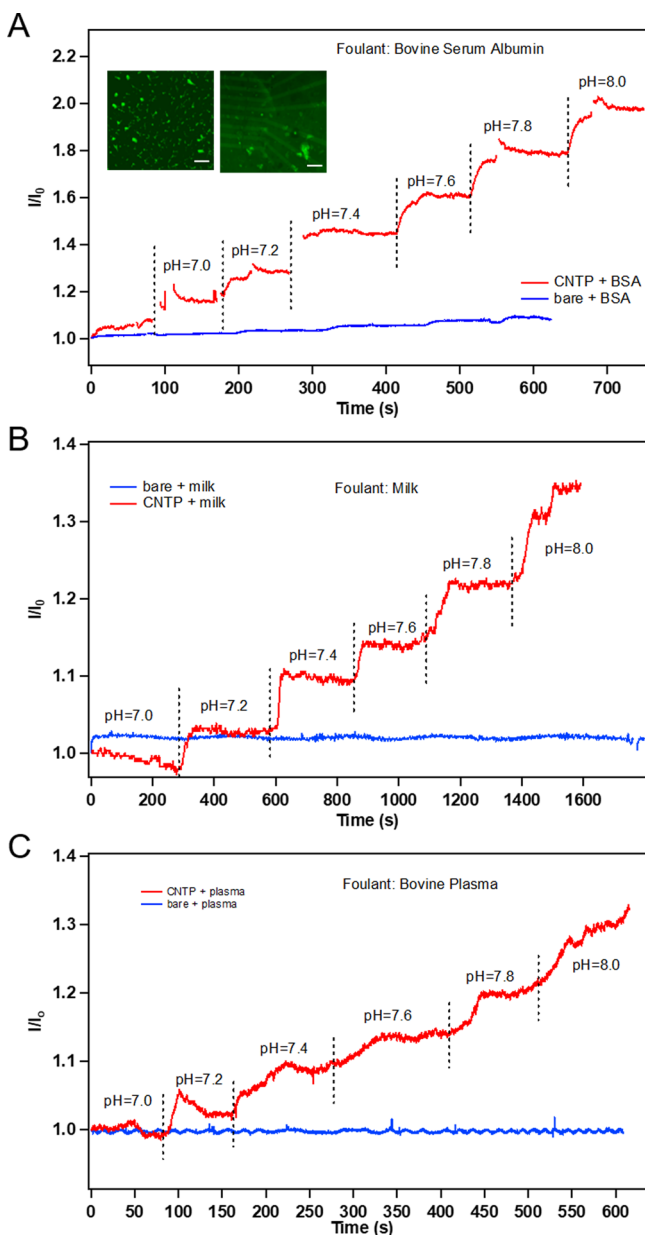 A
Foulant: Bovine Serum Albumin
2.2
2.0
1.8
1.6
1.4
1.2
1.0
I/I0
pH=7.0
pH=7.2
pH=7.4
pH=7.6
pH=7.8
pH=8.0
CNTP + BSA
bare + BSA
0 100 200 300 400 500 600 700
Time (s)
B
1.4
1.3
1.2
1.1
1.0
I/I0
bare + milk
CNTP + milk
Foulant: Milk
pH=7.0
pH=7.2
pH=7.4
pH=7.6
pH=7.8
pH=8.0
0 200 400 600 800 1000 1200 1400 1600
Time (s)
C
1.4
1.3
1.2
1.1
1.0
I/Io
CNTP + plasma
bare + plasma
Foulant: Bovine Plasma
pH=7.0
pH=7.2
pH=7.4
pH=7.6
pH=7.8
pH=8.0
0 50 100 150 200 250 300 350 400 450 500 550 600
Time (s)